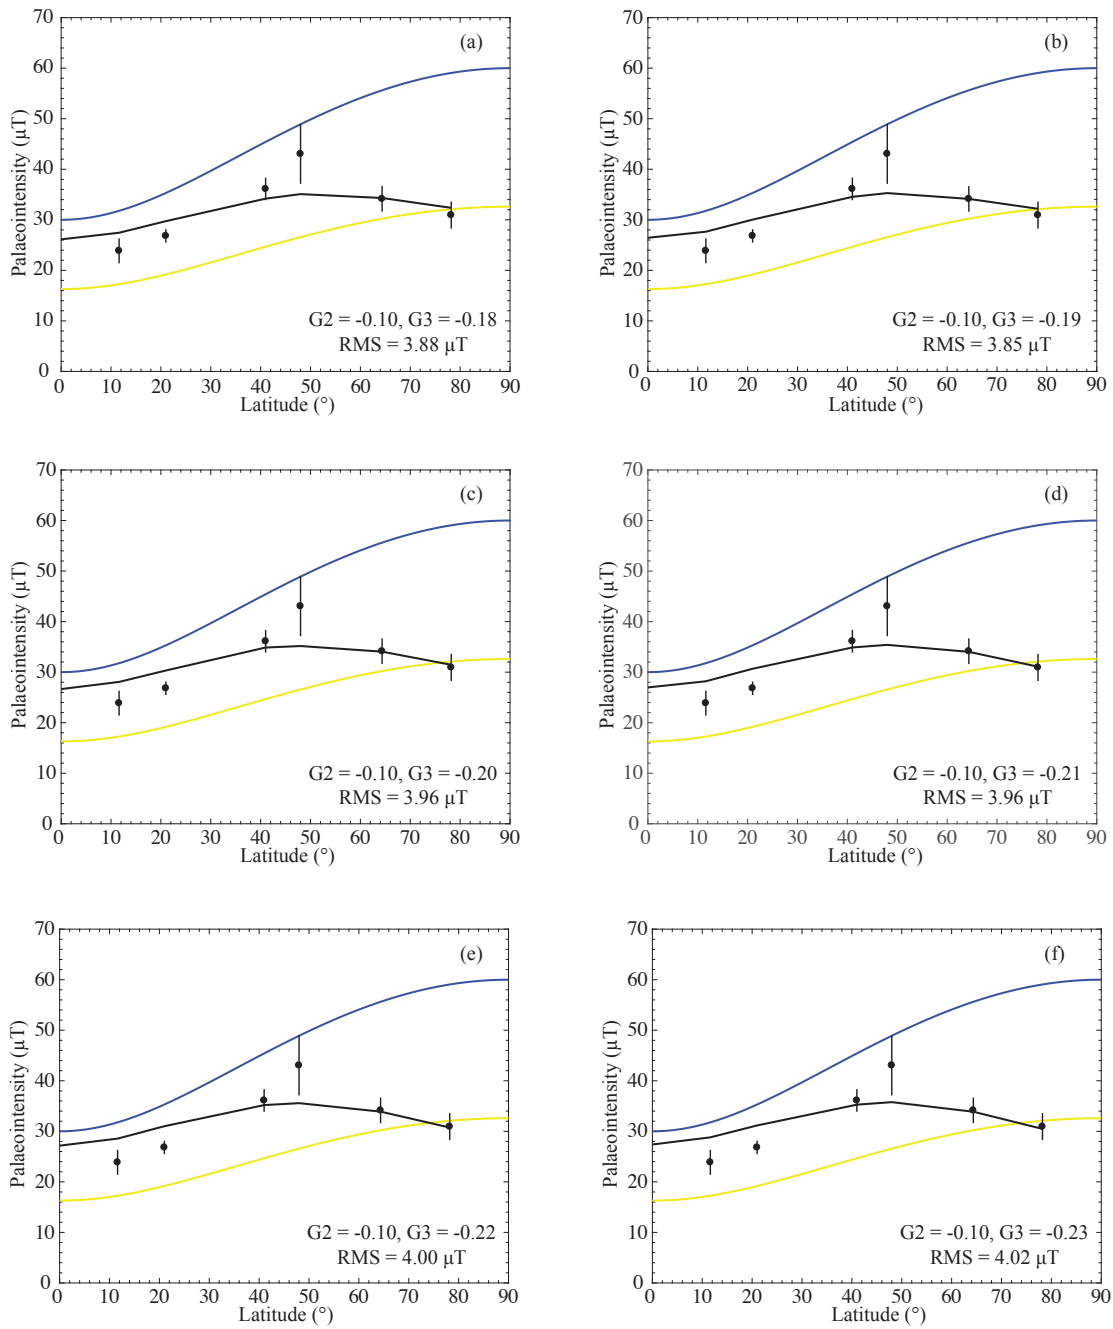 70
60
50
40
30
20
10
0
Palaeointensity (µT)
(a)
G2 = -0.10, G3 = -0.18
RMS = 3.88 µT
0 10 20 30 40 50 60 70 80 90
Latitude (°)
70
60
50
40
30
20
10
0
Palaeointensity (µT)
(b)
G2 = -0.10, G3 = -0.19
RMS = 3.85 µT
0 10 20 30 40 50 60 70 80 90
Latitude (°)
70
60
50
40
30
20
10
0
Palaeointensity (µT)
(c)
G2 = -0.10, G3 = -0.20
RMS = 3.96 µT
0 10 20 30 40 50 60 70 80 90
Latitude (°)
70
60
50
40
30
20
10
0
Palaeointensity (µT)
(d)
G2 = -0.10, G3 = -0.21
RMS = 3.96 µT
0 10 20 30 40 50 60 70 80 90
Latitude (°)
70
60
50
40
30
20
10
0
Palaeointensity (µT)
(e)
G2 = -0.10, G3 = -0.22
RMS = 4.00 µT
0 10 20 30 40 50 60 70 80 90
Latitude (°)
70
60
50
40
30
20
10
0
Palaeointensity (µT)
(f)
G2 = -0.10, G3 = -0.23
RMS = 4.02 µT
0 10 20 30 40 50 60 70 80 90
Latitude (°)